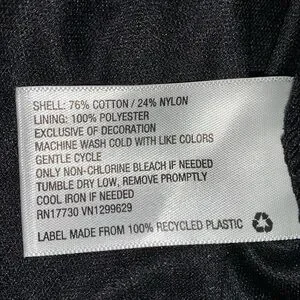 SHELL: 76% COTTON / 24% NYLON
LINING: 100% POLYESTER
EXCLUSIVE OF DECORATION
MACHINE WASH COLD WITH LIKE COLORS
GENTLE CYCLE
ONLY NON-CHLORINE BLEACH IF NEEDED
TUMBLE DRY LOW, REMOVE PROMPTLY
COOL IRON IF NEEDED
RN17730 VN1299629
LABEL MADE FROM 100% RECYCLED PLASTIC